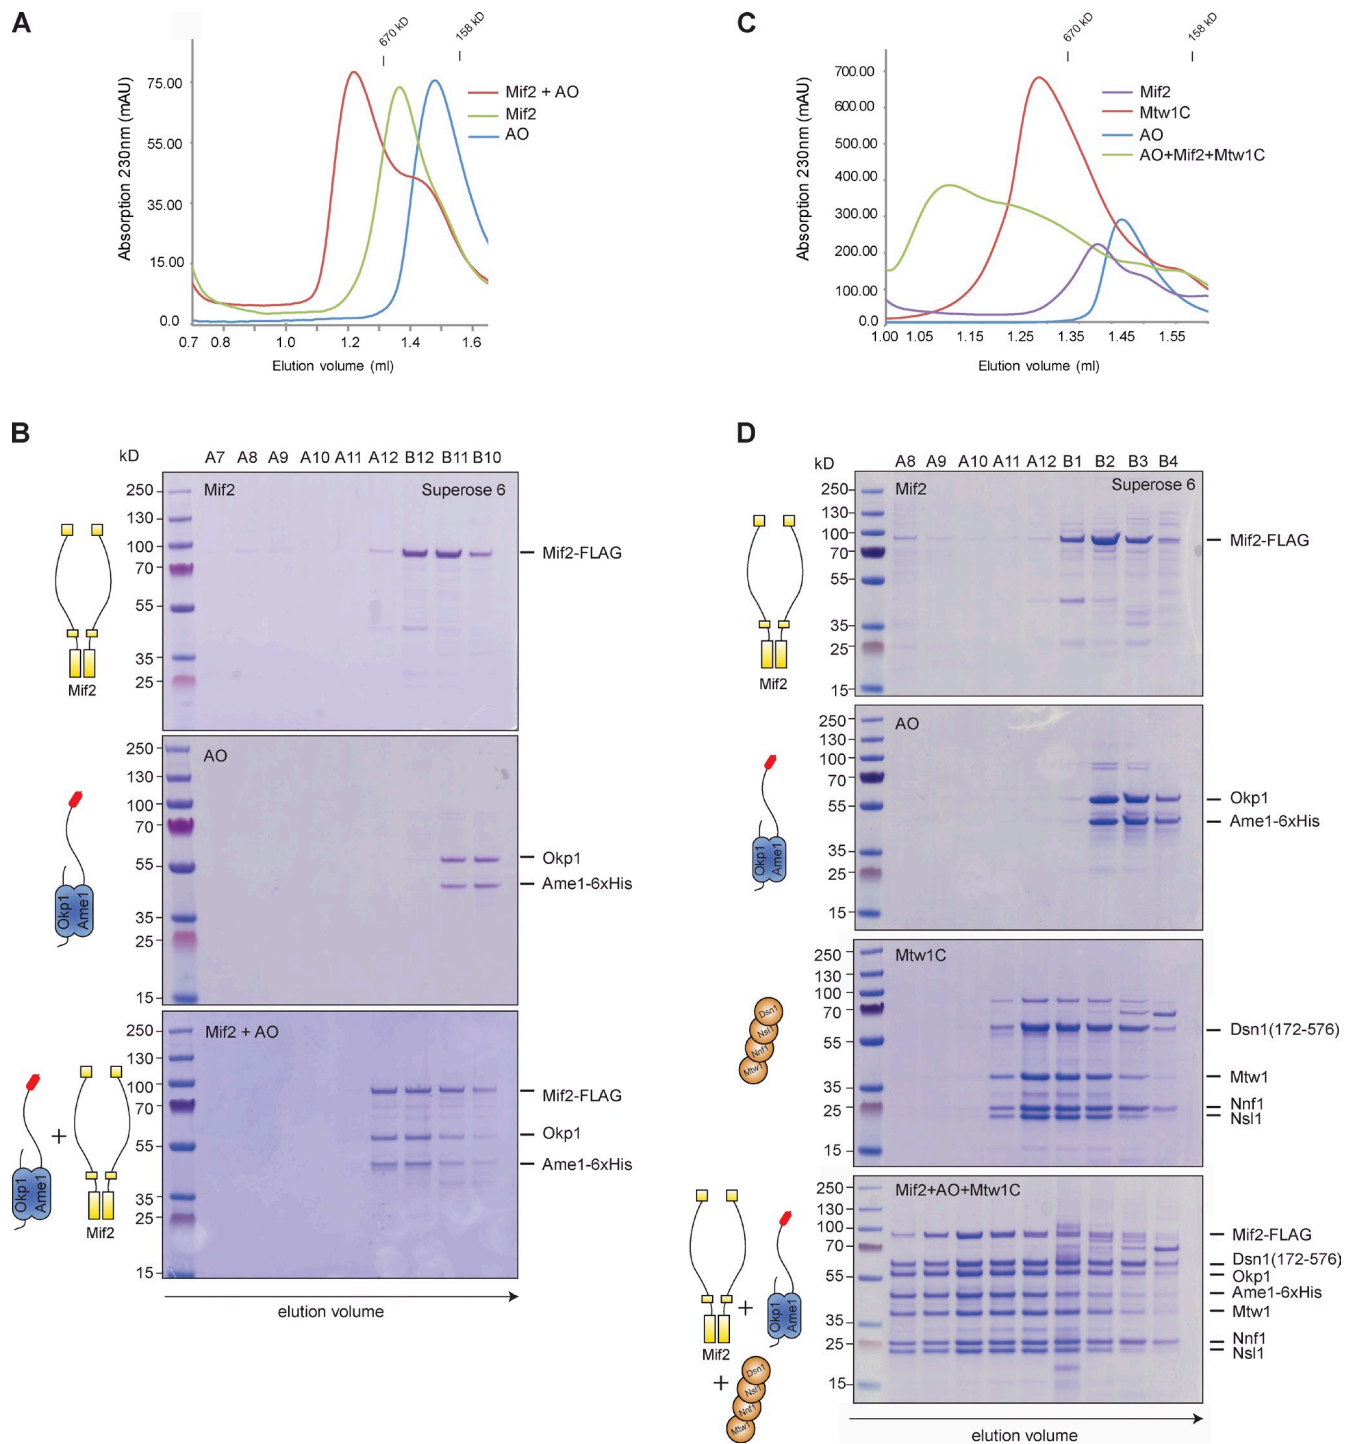 A
670 kD
158 kD
75.00
55.00
35.00
15.00
0.0
Absorption 230nm (mAU)
Mif2 + AO
Mif2
AO
0.7 0.8 1.0 1.2 1.4 1.6
Elution volume (ml)
C
670 kD
158 kD
700.00
600.00
500.00
400.00
300.00
200.00
100.00
0.0
Absorption 230nm (mAU)
Mif2
Mtw1C
AO
AO+Mif2+Mtw1C
1.00 1.05 1.15 1.25 1.35 1.45 1.55
Elution volume (ml)
B
kD
A7 A8 A9 A10 A11 A12 B12 B11 B10
250
130
100
70
55
35
25
Mif2
Superose 6
Mif2-FLAG
Mif2
250
130
100
70
55
35
25
15
AO
Okp1
Ame1-6xHis
Okp1
Ame1
250
130
100
70
55
35
25
15
Mif2 + AO
Mif2-FLAG
Okp1
Ame1-6xHis
Okp1
Ame1
+
Mif2
elution volume
D
kD
A8 A9 A10 A11 A12 B1 B2 B3 B4
250
130
100
70
55
35
25
15
Mif2
Superose 6
Mif2-FLAG
Mif2
250
130
100
70
55
35
25
15
AO
Okp1
Ame1-6xHis
Okp1
Ame1
250
130
100
70
55
35
25
15
Mtw1C
Dsn1(172-576)
Mtw1
Nnf1
Nsl1
Dsn1
Nsl1
Nnf1
Mtw1
250
130
100
70
55
35
25
15
Mif2+AO+Mtw1C
Mif2-FLAG
Dsn1(172-576)
Okp1
Ame1-6xHis
Mtw1
Nnf1
Nsl1
Mif2
+
Okp1
Ame1
+
Dsn1
Nsl1
Nnf1
Mtw1
elution volume